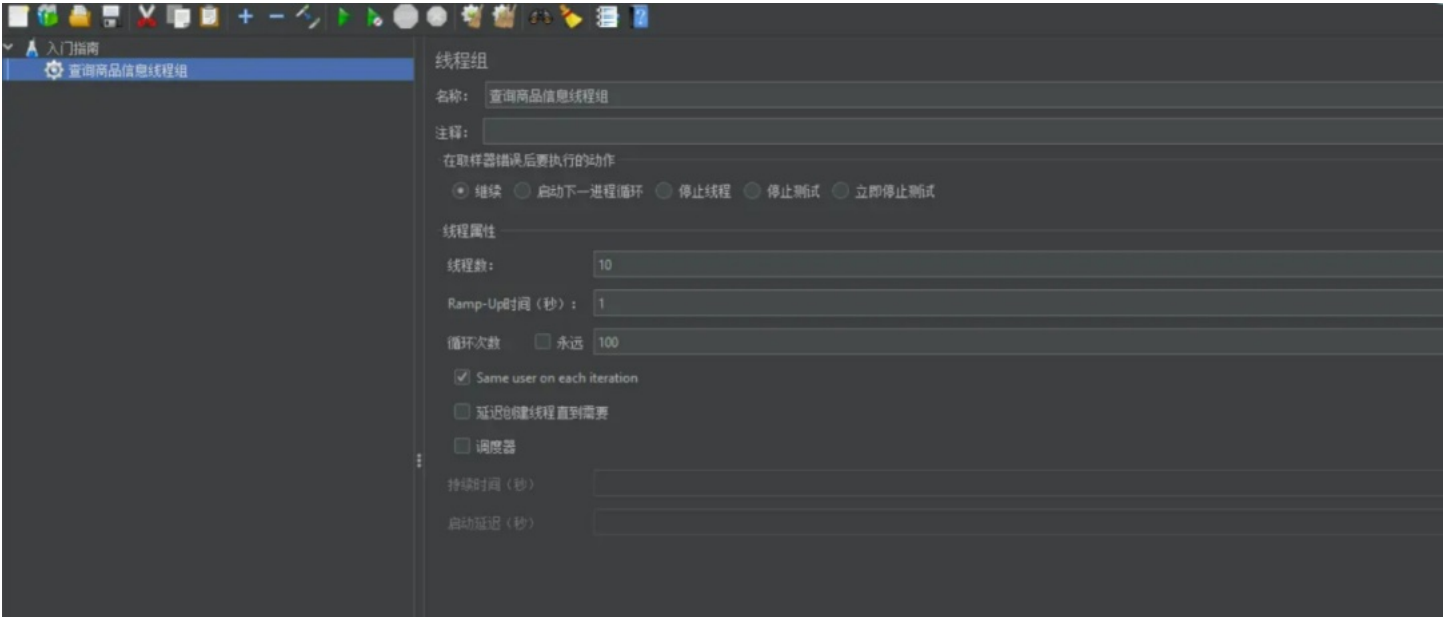 入门指南
查询商品信息线程组
线程组
名称: 查询商品信息线程组
注释:
在取样器错误后要执行的动作
继续 启动下一进程循环 停止线程 停止测试 立即停止测试
线程属性
线程数: 10
Ramp-Up时间(秒): 1
循环次数 永远 100
Same user on each iteration
延迟创建线程直到需要
调度器
持续时间(秒)
启动延迟(秒)